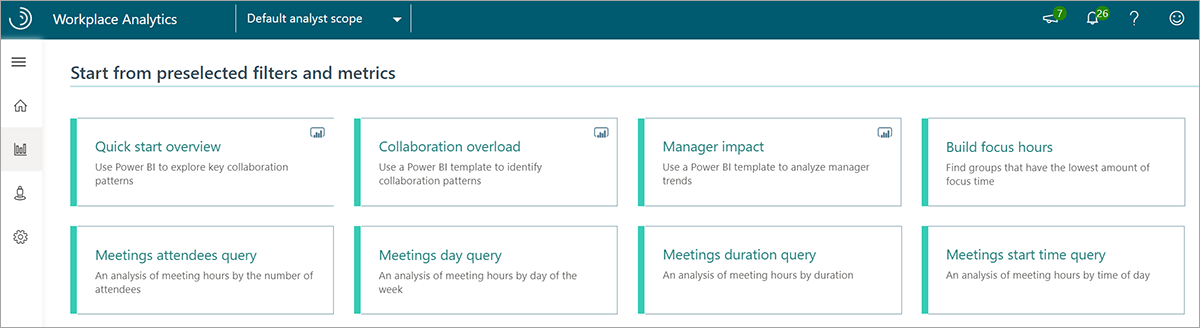 Workplace Analytics
Default analyst scope
7
26
?
Start from preselected filters and metrics
Quick start overview
Use Power BI to explore key collaboration
patterns
Collaboration overload
Use a Power BI template to identify
collaboration patterns
Manager impact
Use a Power BI template to analyze manager
trends
Build focus hours
Find groups that have the lowest amount of
focus time
Meetings attendees query
An analysis of meeting hours by the number of
attendees
Meetings day query
An analysis of meeting hours by day of the
week
Meetings duration query
An analysis of meeting hours by duration
Meetings start time query
An analysis of meeting hours by time of day